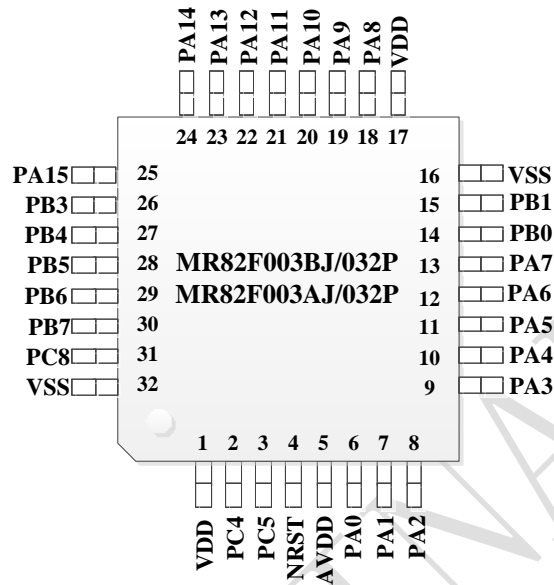 PA14 PA13 PA12 PA11 PA10 PA9 PA8 VDD
24 23 22 21 20 19 18 17
PA15 25 16 VSS
PB3 26 15 PB1
PB4 27 14 PB0
PB5 28 MR82F003BJ/032P 13 PA7
PB6 29 MR82F003AJ/032P 12 PA6
PB7 30 11 PA5
PC8 31 10 PA4
VSS 32 9 PA3
1 2 3 4 5 6 7 8
VDD PC4 PC5 NRST AVDD PA0 PA1 PA2